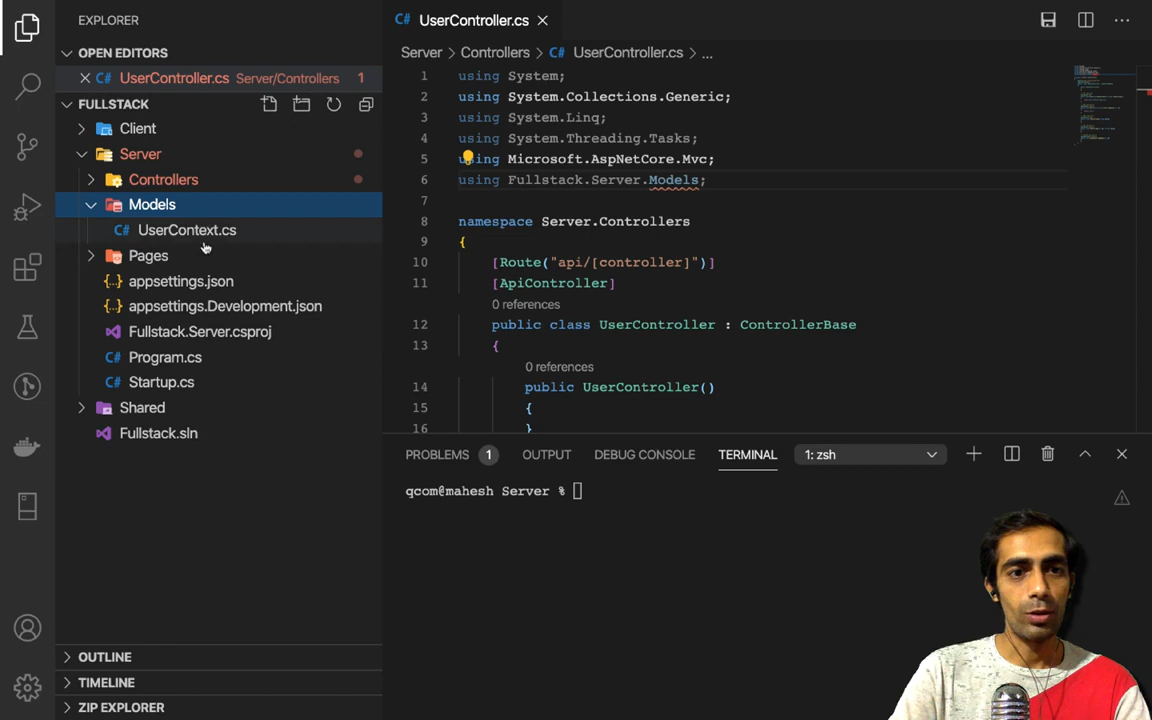 EXPLORER
OPEN EDITORS
UserController.cs Server/Controllers 1
FULLSTACK
Client
Server
Controllers
Models
UserContext.cs
Pages
appsettings.json
appsettings.Development.json
Fullstack.Server.csproj
Program.cs
Startup.cs
Shared
Fullstack.sln
OUTLINE
TIMELINE
ZIP EXPLORER
UserController.cs
Server > Controllers > UserController.cs > ...
1 using System;
2 using System.Collections.Generic;
3 using System.Linq;
4 using System.Threading.Tasks;
5 using Microsoft.AspNetCore.Mvc;
6 using Fullstack.Server.Models;
7
8 namespace Server.Controllers
9 {
10 [Route("api/[controller]")]
11 [ApiController]
0 references
12 public class UserController : ControllerBase
13 {
0 references
14 public UserController()
15 {
16 }
PROBLEMS 1 OUTPUT DEBUG CONSOLE TERMINAL 1: zsh
qcom@mahesh Server %